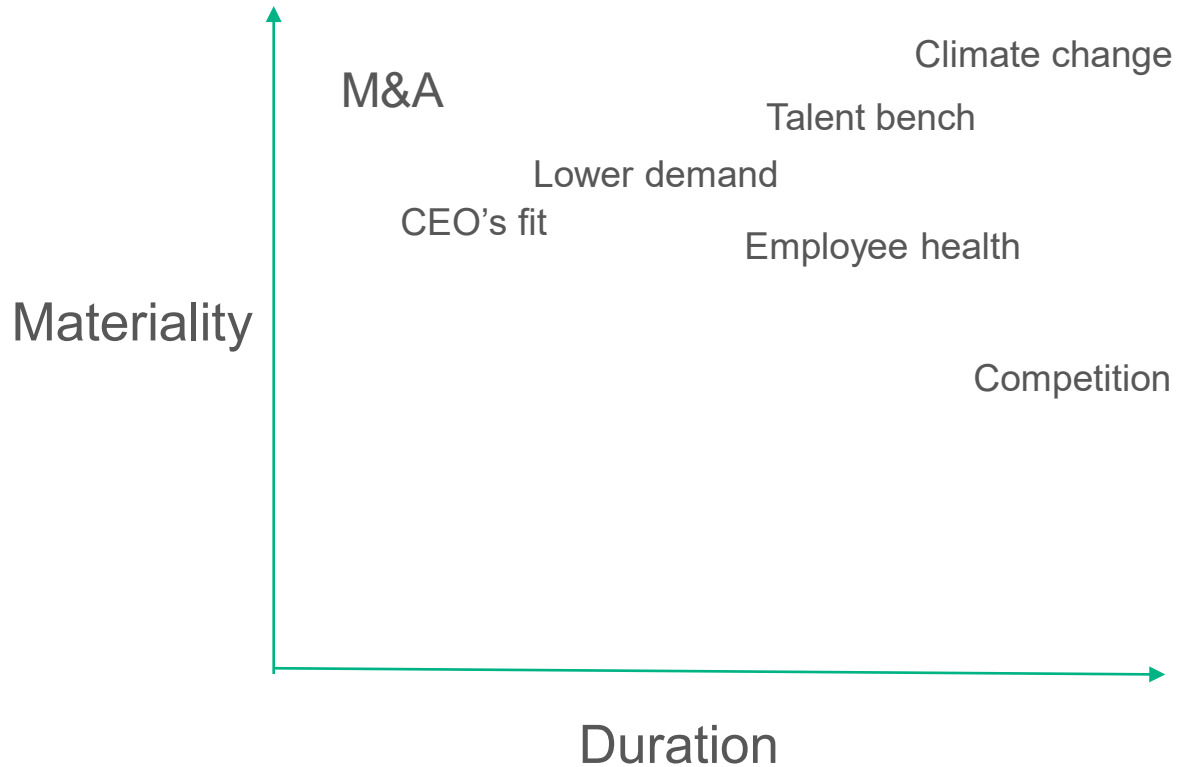 Climate change
M&A
Talent bench
Lower demand
CEO’s fit
Employee health
Materiality
Competition
Duration